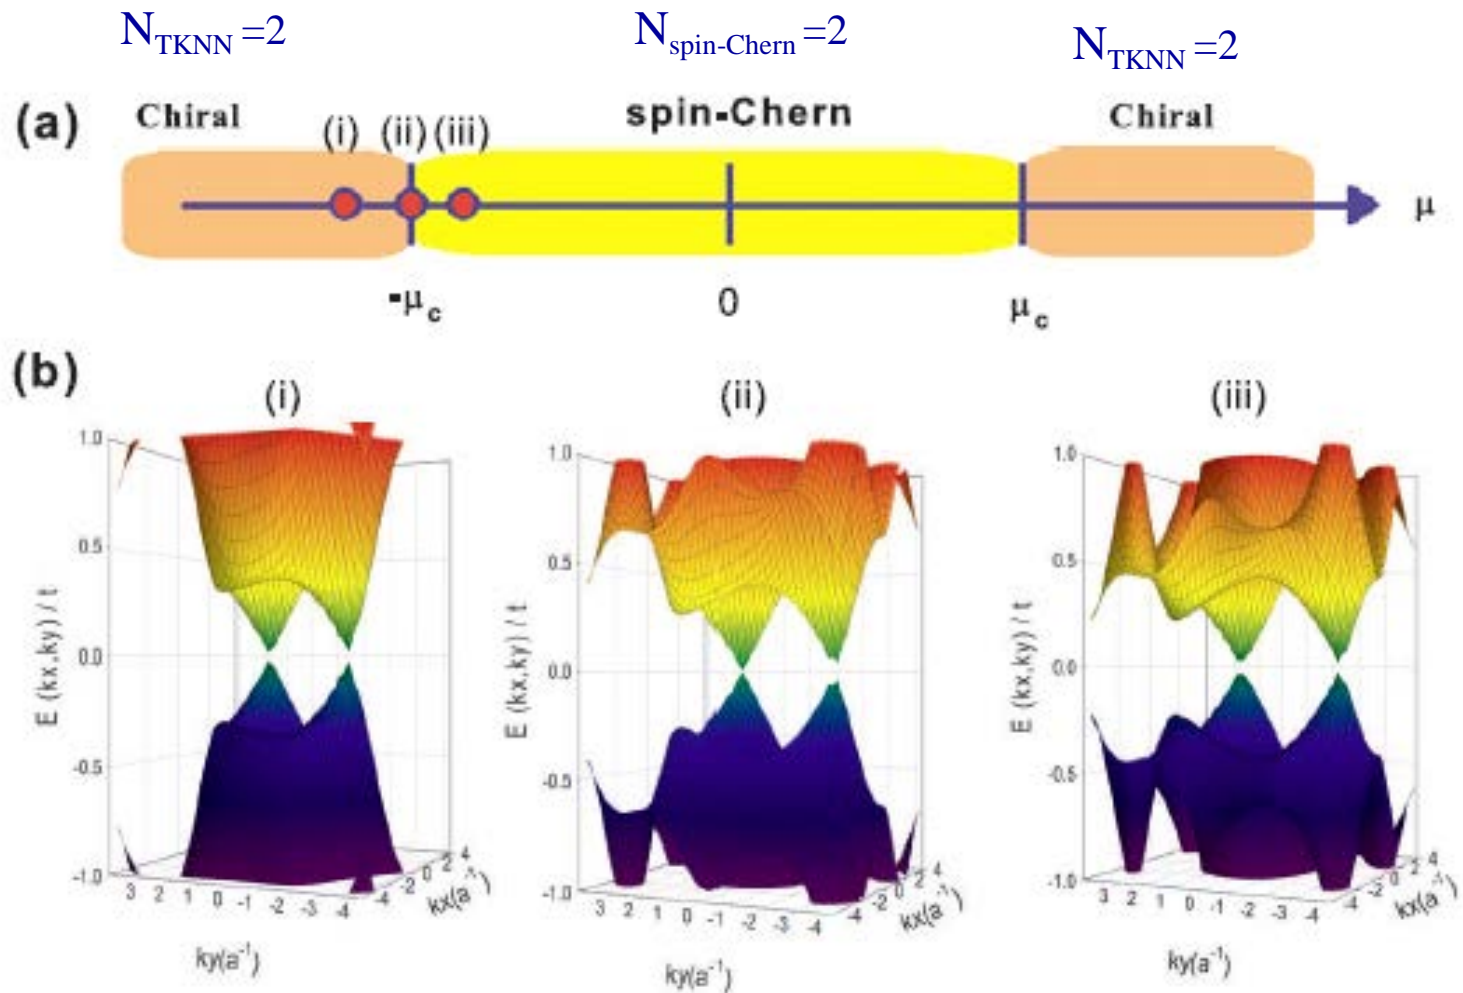 N_TKNN =2 N_spin-Chern =2 N_TKNN =2
(a) Chiral (i) (ii) (iii) spin-Chern Chiral
μ
-μ_c 0 μ_c
(b) (i) (ii) (iii)
1.0 0.5 0.0 -0.5 -1.0
E (kx,ky) / t
3 2 1 0 -1 -2 -3 -4
-4 -2 0 2 4
ky(a⁻¹)
kx(a⁻¹)
1.0 0.5 0.0 -0.5 -1.0
E (kx,ky) / t
3 2 1 0 -1 -2 -3 -4
-4 -2 0 2 4
ky(a⁻¹)
kx(a⁻¹)
1.0 0.5 0.0 -0.5 -1.0
E (kx,ky) / t
3 2 1 0 -1 -2 -3 -4
-4 -2 0 2 4
ky(a⁻¹)
kx(a⁻¹)